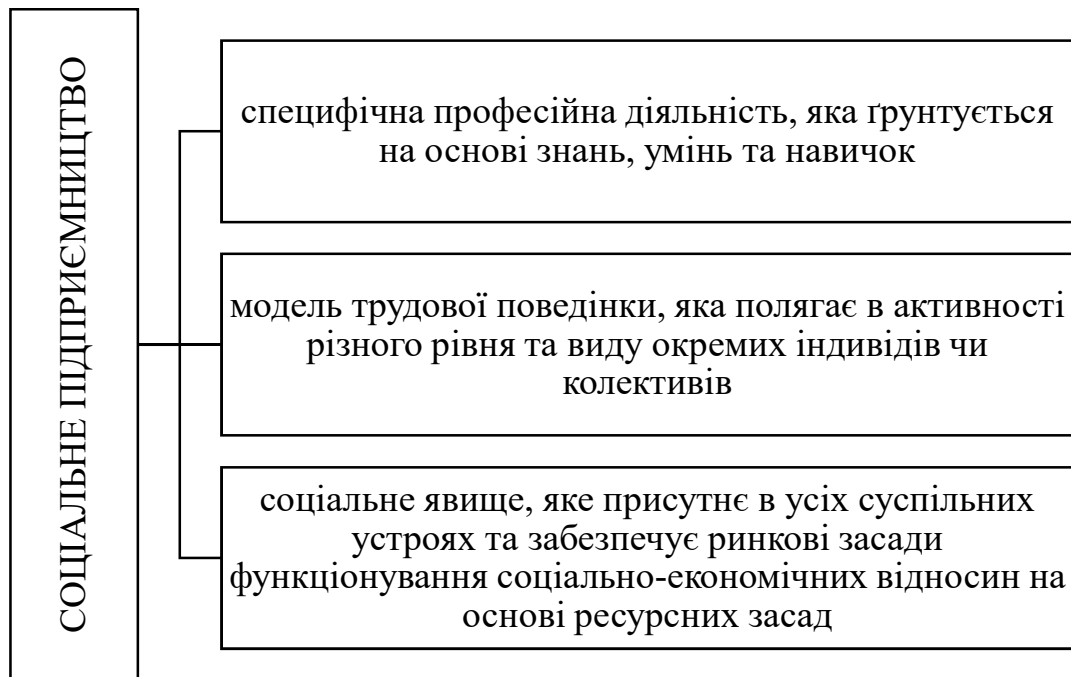 СОЦІАЛЬНЕ ПІДПРИЄМНИЦТВО
специфічна професійна діяльність, яка ґрунтується
на основі знань, умінь та навичок
модель трудової поведінки, яка полягає в активності
різного рівня та виду окремих індивідів чи
колективів
соціальне явище, яке присутнє в усіх суспільних
устроях та забезпечує ринкові засади
функціонування соціально-економічних відносин на
основі ресурсних засад